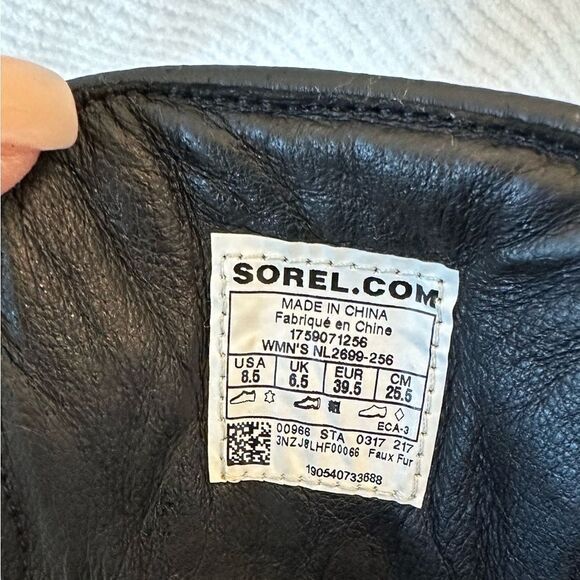 SOREL.COM
MADE IN CHINA
Fabriqué en Chine
1759071256
WMN'S NL2699-256
USA UK EUR CM
8.5 6.5 39.5 25.5
ECA-3
00966 STA 0317 217
3NZJ8LHF00066 Faux Fur
190540733688